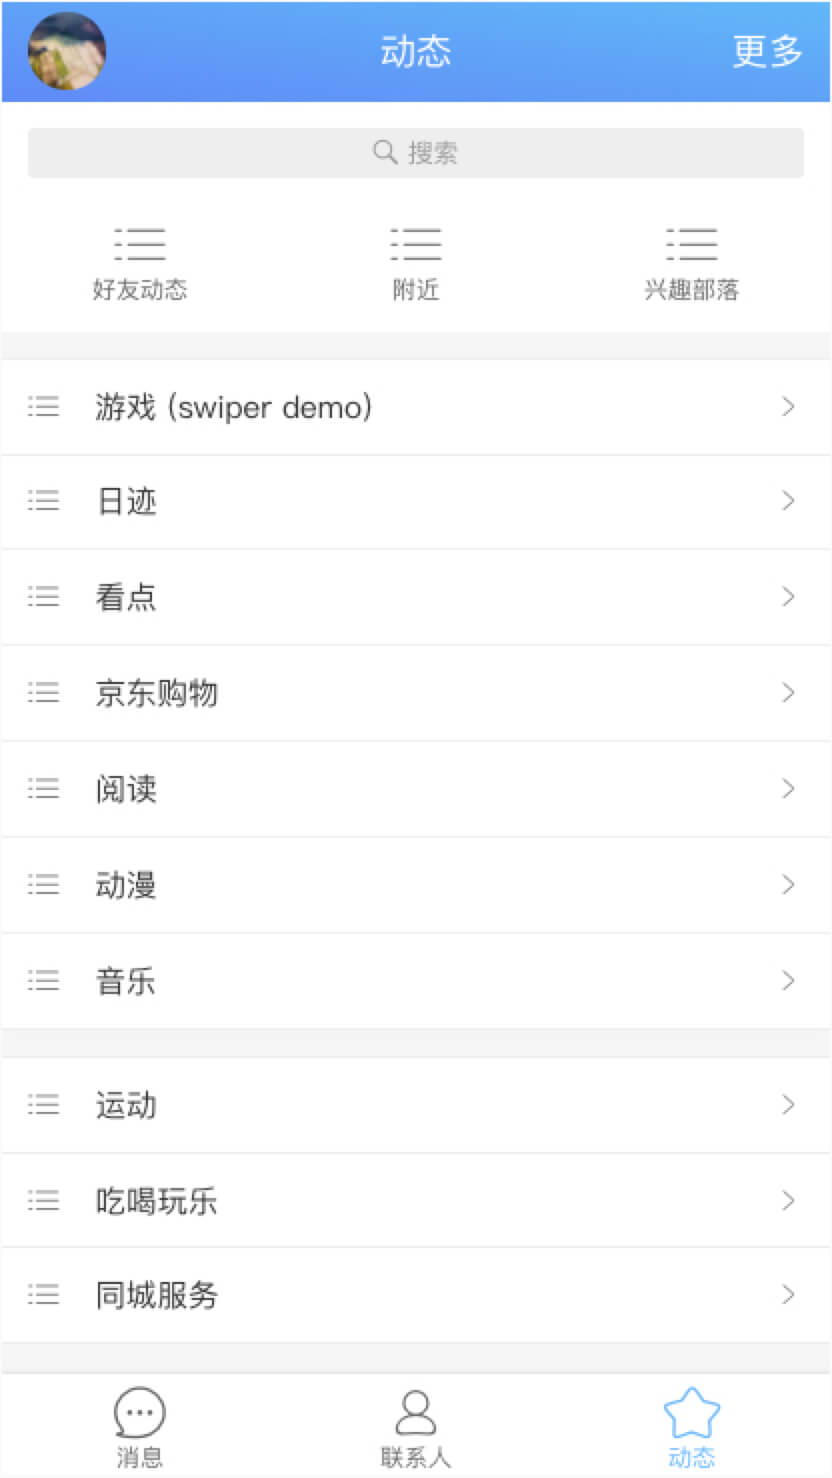 动态
更多
搜索
好友动态
附近
兴趣部落
游戏 (swiper demo)
日迹
看点
京东购物
阅读
动漫
音乐
运动
吃喝玩乐
同城服务
消息
联系人
动态